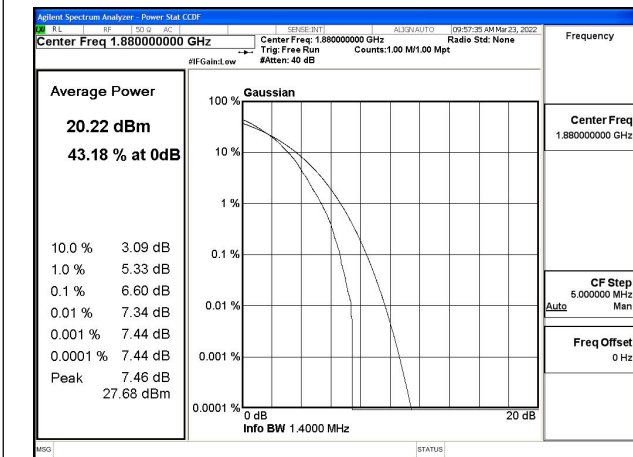 Agilent Spectrum Analyzer - Power Stat CCDF
RL RF 50 Ω AC SENSE:INT ALIGN AUTO 09:57:35 AM Mar 23, 2022
Center Freq 1.880000000 GHz
Center Freq: 1.880000000 GHz Radio Std: None
Trig: Free Run Counts:1.00 M/1.00 Mpt
#IFGain:Low #Atten: 40 dB
Frequency
Average Power
20.22 dBm
43.18 % at 0dB
10.0 % 3.09 dB
1.0 % 5.33 dB
0.1 % 6.60 dB
0.01 % 7.34 dB
0.001 % 7.44 dB
0.0001 % 7.44 dB
Peak 7.46 dB
27.68 dBm
Gaussian
100 %
10 %
1 %
0.1 %
0.01 %
0.001 %
0.0001 %
0 dB 20 dB
Info BW 1.4000 MHz
Center Freq
1.880000000 GHz
CF Step
5.000000 MHz
Auto Man
Freq Offset
0 Hz
MSG STATUS